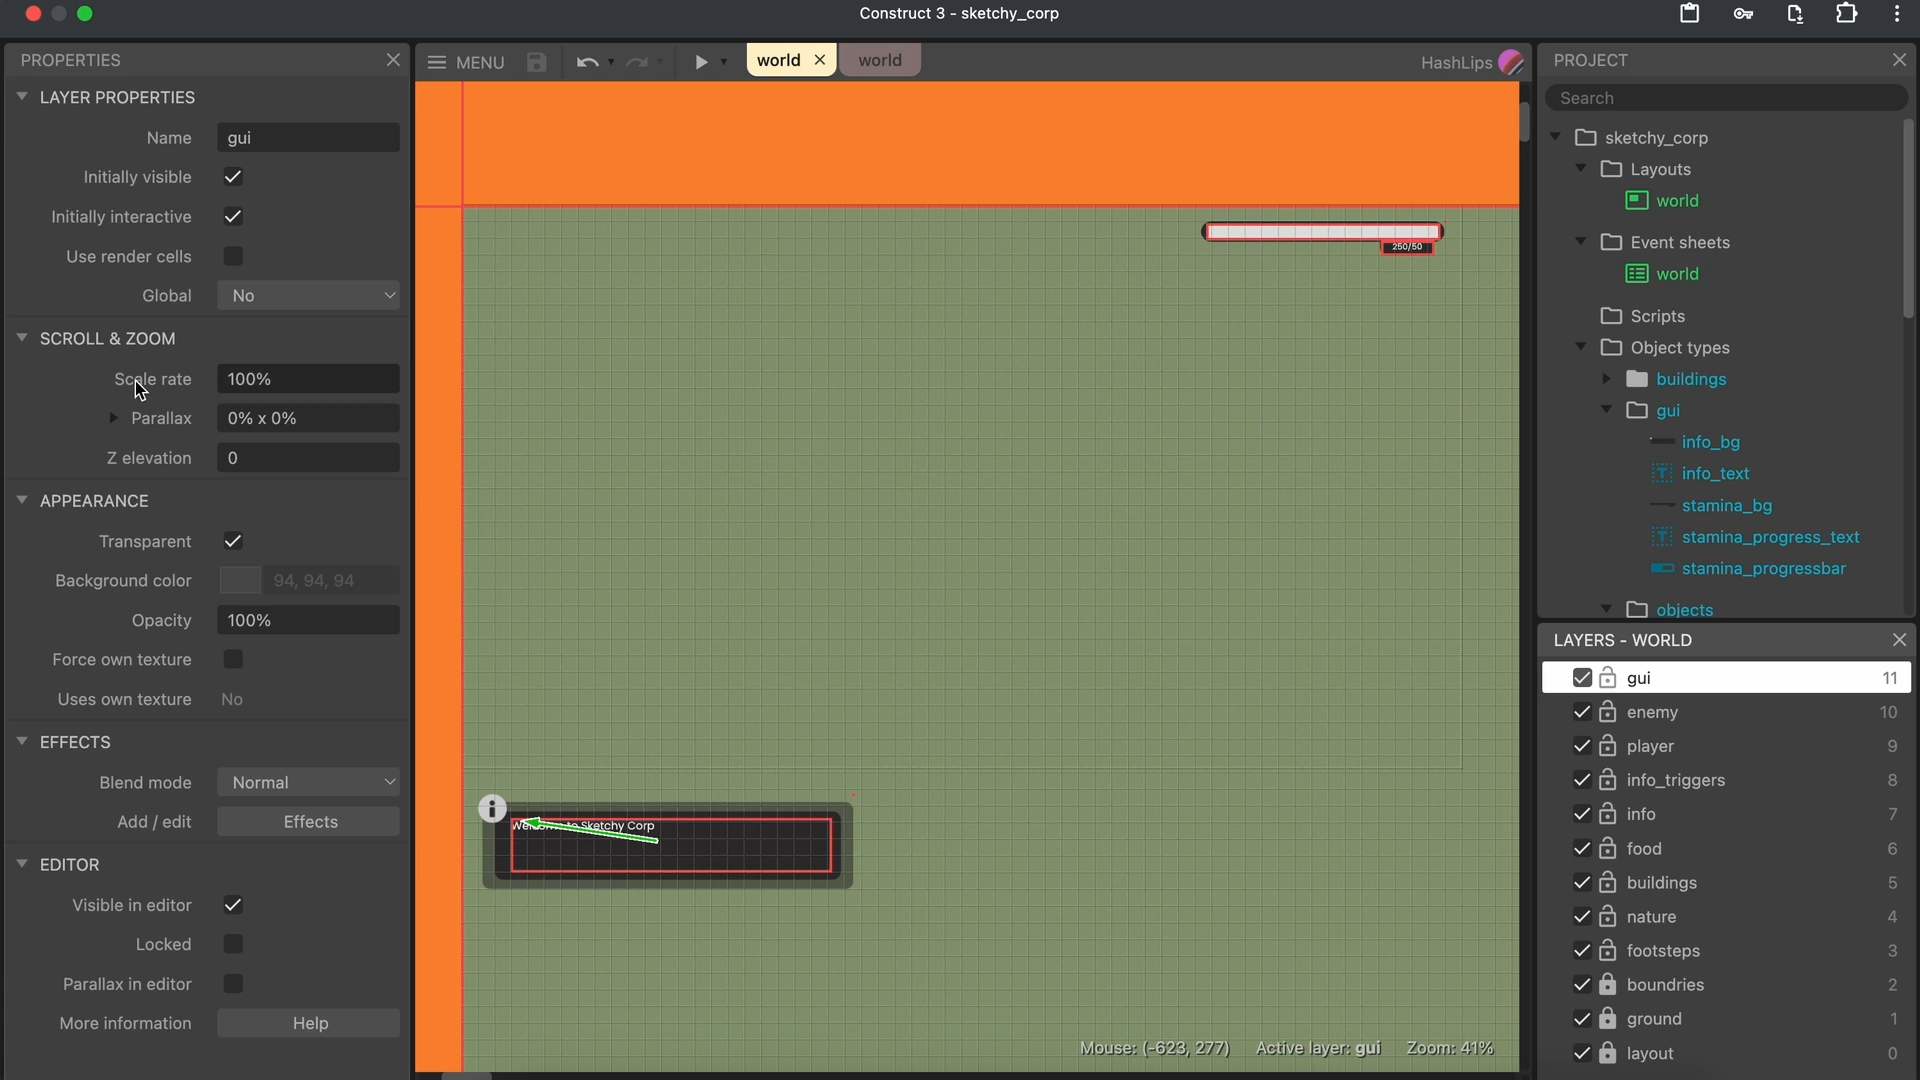 Construct 3 - sketchy_corp
PROPERTIES
LAYER PROPERTIES
Name gui
Initially visible
Initially interactive
Use render cells
Global No
SCROLL & ZOOM
Scale rate 100%
Parallax 0% x 0%
Z elevation 0
APPEARANCE
Transparent
Background color 94, 94, 94
Opacity 100%
Force own texture
Uses own texture No
EFFECTS
Blend mode Normal
Add / edit Effects
EDITOR
Visible in editor
Locked
Parallax in editor
More information Help
MENU
world
world
HashLips
250/50
Welcome to Sketchy Corp
Mouse: (-623, 277) Active layer: gui Zoom: 41%
PROJECT
Search
sketchy_corp
Layouts
world
Event sheets
world
Scripts
Object types
buildings
gui
info_bg
info_text
stamina_bg
stamina_progress_text
stamina_progressbar
objects
LAYERS - WORLD
gui 11
enemy 10
player 9
info_triggers 8
info 7
food 6
buildings 5
nature 4
footsteps 3
boundries 2
ground 1
layout 0